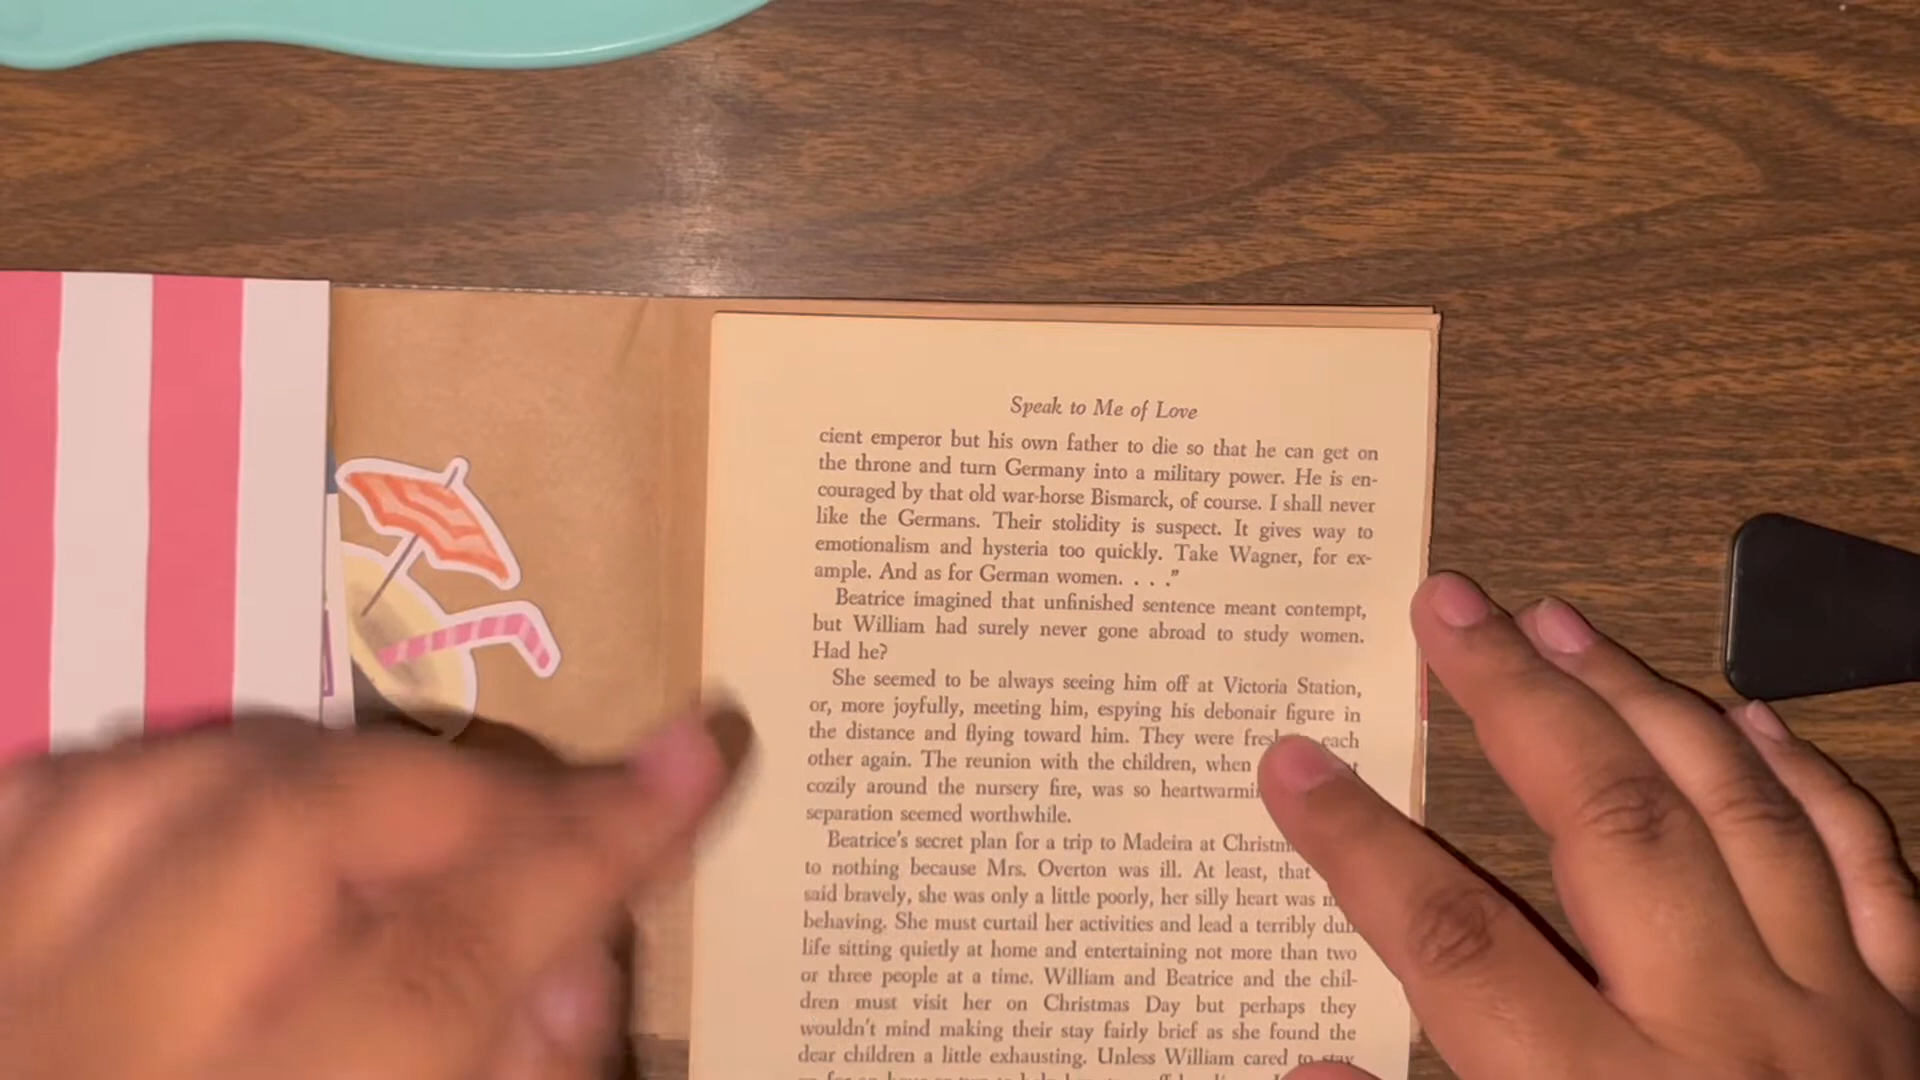 Speak to Me of Love
cient emperor but his own father to die so that he can get on
the throne and turn Germany into a military power. He is en-
couraged by that old war-horse Bismarck, of course. I shall never
like the Germans. Their stolidity is suspect. It gives way to
emotionalism and hysteria too quickly. Take Wagner, for ex-
ample. And as for German women. . . ."
Beatrice imagined that unfinished sentence meant contempt,
but William had surely never gone abroad to study women.
Had he?
She seemed to be always seeing him off at Victoria Station,
or, more joyfully, meeting him, espying his debonair figure in
the distance and flying toward him. They were each
other again. The reunion with the children, when
cozily around the nursery fire, was so
separation seemed worthwhile.
Beatrice's secret plan for a trip to Madeira at
to nothing because Mrs. Overton was ill. At least, that
said bravely, she was only a little poorly, her silly heart was
behaving. She must curtail her activities and lead a terribly
life sitting quietly at home and entertaining not more than two
or three people at a time. William and Beatrice and the chil-
dren must visit her on Christmas Day but perhaps they
wouldn't mind making their stay fairly brief as she found the
dear children a little exhausting. Unless William cared to stay